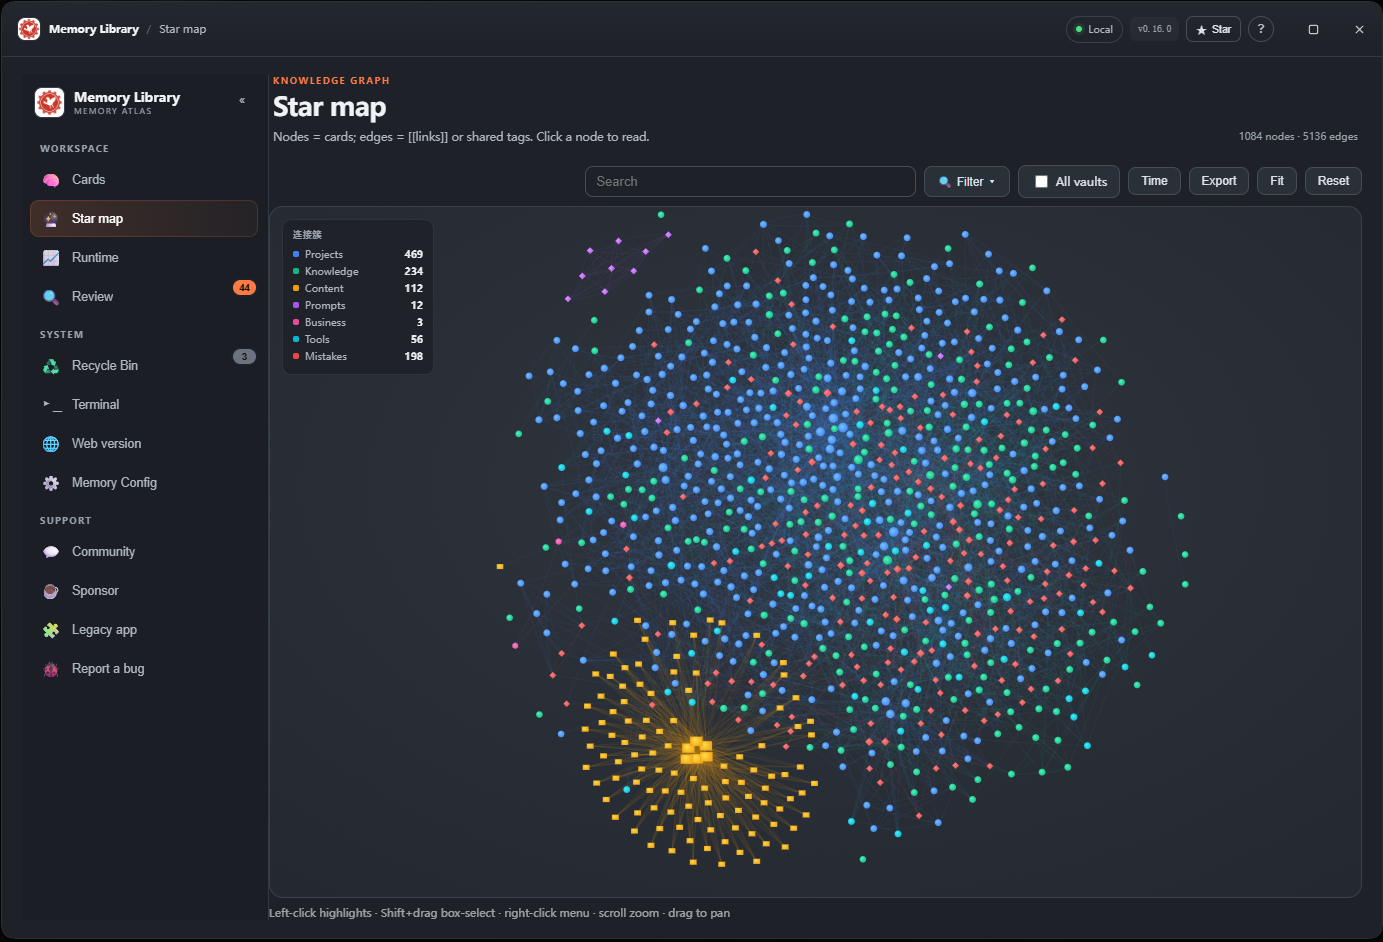 Memory Library / Star map
Local
v0. 16. 0
★ Star
?
Memory Library
MEMORY ATLAS
«
WORKSPACE
Cards
Star map
Runtime
Review
44
SYSTEM
Recycle Bin
3
Terminal
Web version
Memory Config
SUPPORT
Community
Sponsor
Legacy app
Report a bug
KNOWLEDGE GRAPH
Star map
Nodes = cards; edges = [[links]] or shared tags. Click a node to read.
1084 nodes · 5136 edges
Search
Filter
All vaults
Time
Export
Fit
Reset
连接簇
Projects 469
Knowledge 234
Content 112
Prompts 12
Business 3
Tools 56
Mistakes 198
Left-click highlights · Shift+drag box-select · right-click menu · scroll zoom · drag to pan